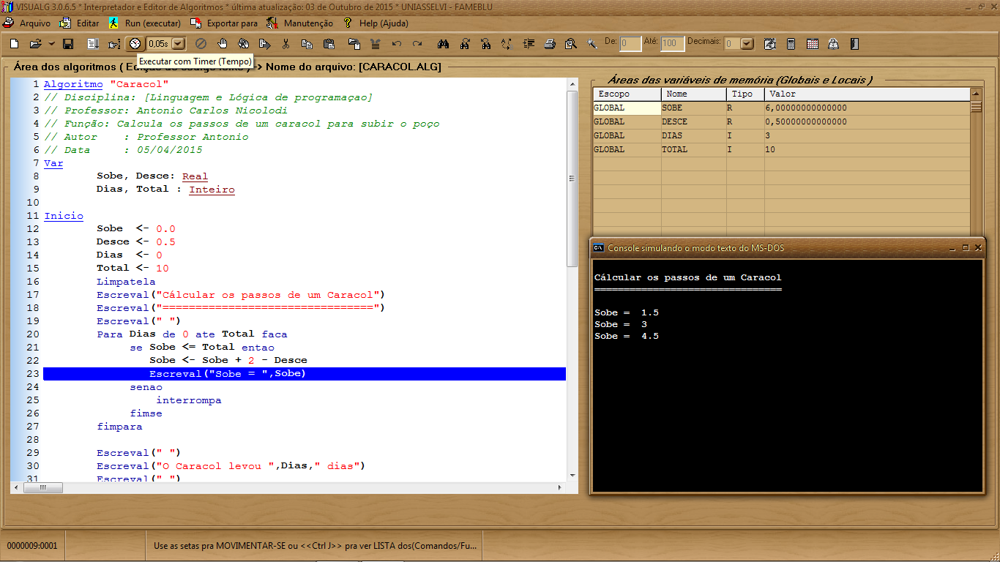 VISUALG 3.0.6.5 * Interpretador e Editor de Algoritmos * última atualização: 03 de Outubro de 2015 * UNIASSELVI - FAMEBLU
Arquivo Editar Run (executar) Exportar para Manutenção Help (Ajuda)
0,05s De: 0 Até: 100 Decimais: 0
Executar com Timer (Tempo)
Área dos algoritmos ( Edição do código fonte ) -> Nome do arquivo: [CARACOL.ALG]
1 Algoritmo "Caracol"
2 // Disciplina: [Linguagem e Lógica de programaçao]
3 // Professor: Antonio Carlos Nicolodi
4 // Função: Calcula os passos de um caracol para subir o poço
5 // Autor : Professor Antonio
6 // Data : 05/04/2015
7 Var
8 Sobe, Desce: Real
9 Dias, Total : Inteiro
10
11 Inicio
12 Sobe <- 0.0
13 Desce <- 0.5
14 Dias <- 0
15 Total <- 10
16 Limpatela
17 Escreval("Cálcular os passos de um Caracol")
18 Escreval("================================")
19 Escreval(" ")
20 Para Dias de 0 ate Total faca
21 se Sobe <= Total entao
22 Sobe <- Sobe + 2 - Desce
23 Escreval("Sobe = ",Sobe)
24 senao
25 interrompa
26 fimse
27 fimpara
28
29 Escreval(" ")
30 Escreval("O Caracol levou ",Dias," dias")
31 Escreval(" ")
Áreas das variáveis de memória (Globais e Locais )
Escopo Nome Tipo Valor
GLOBAL SOBE R 6,00000000000000
GLOBAL DESCE R 0,50000000000000
GLOBAL DIAS I 3
GLOBAL TOTAL I 10
Console simulando o modo texto do MS-DOS
Cálcular os passos de um Caracol
================================
Sobe = 1.5
Sobe = 3
Sobe = 4.5
0000009:0001
Use as setas pra MOVIMENTAR-SE ou <<Ctrl J>> pra ver LISTA dos(Comandos/Fu...